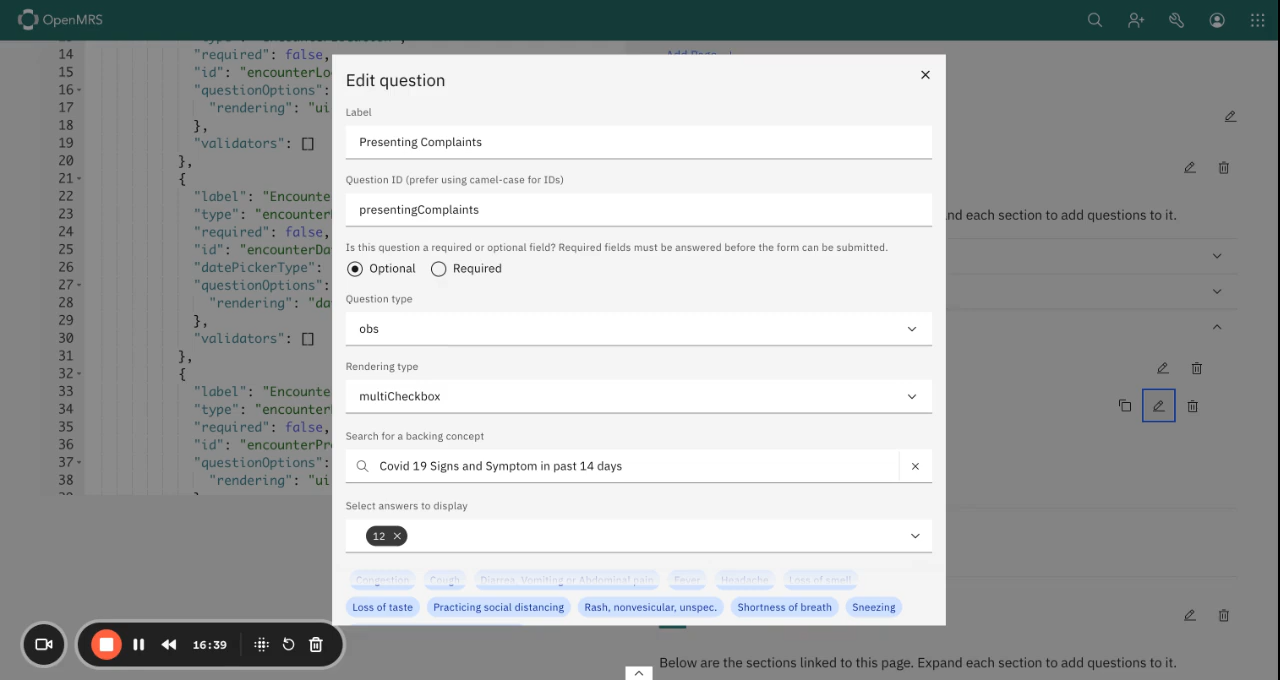 OpenMRS
14 "required": false,
15 "id": "encounterLo
16 "questionOptions":
17 "rendering": "ui
18 },
19 "validators": []
20 },
21 {
22 "label": "Encounte
23 "type": "encounter
24 "required": false,
25 "id": "encounterDa
26 "datePickerType":
27 "questionOptions":
28 "rendering": "da
29 },
30 "validators": []
31 },
32 {
33 "label": "Encounte
34 "type": "encounter
35 "required": false,
36 "id": "encounterPr
37 "questionOptions":
38 "rendering": "ui
Edit question
Label
Presenting Complaints
Question ID (prefer using camel-case for IDs)
presentingComplaints
Is this question a required or optional field? Required fields must be answered before the form can be submitted.
Optional Required
Question type
obs
Rendering type
multiCheckbox
Search for a backing concept
Covid 19 Signs and Symptom in past 14 days
Select answers to display
12
Congestion Cough Diarrea, Vomiting or Abdominal pain Fever Headache Loss of smell
Loss of taste Practicing social distancing Rash, nonvesicular, unspec. Shortness of breath Sneezing
nd each section to add questions to it.
Below are the sections linked to this page. Expand each section to add questions to it.
16:39